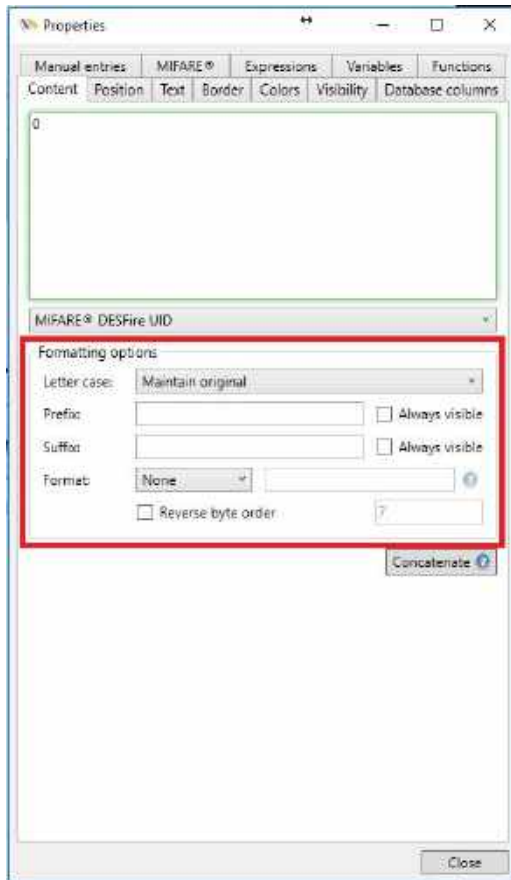 Properties
Manual entries MIFARE® Expressions Variables Functions
Content Position Text Border Colors Visibility Database columns
0
MIFARE® DESFire UID
Formatting options
Letter case: Maintain original
Prefix: Always visible
Suffix: Always visible
Format: None
Reverse byte order 7
Concatenate ?
Close